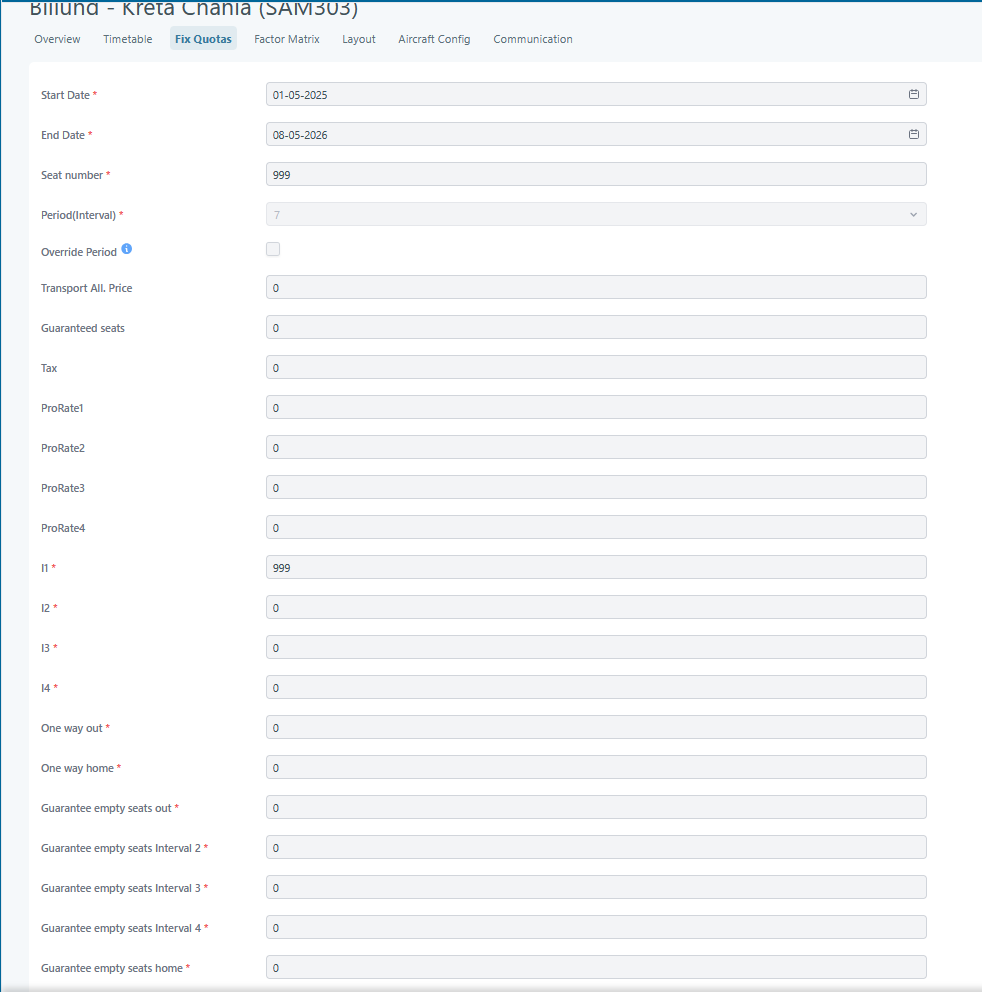 Billund - Kreta Chania (SAM303)
Overview Timetable Fix Quotas Factor Matrix Layout Aircraft Config Communication
Start Date * 01-05-2025
End Date * 08-05-2026
Seat number * 999
Period(Interval) * 7
Override Period
Transport All. Price 0
Guaranteed seats 0
Tax 0
ProRate1 0
ProRate2 0
ProRate3 0
ProRate4 0
I1 * 999
I2 * 0
I3 * 0
I4 * 0
One way out * 0
One way home * 0
Guarantee empty seats out * 0
Guarantee empty seats Interval 2 * 0
Guarantee empty seats Interval 3 * 0
Guarantee empty seats Interval 4 * 0
Guarantee empty seats home * 0